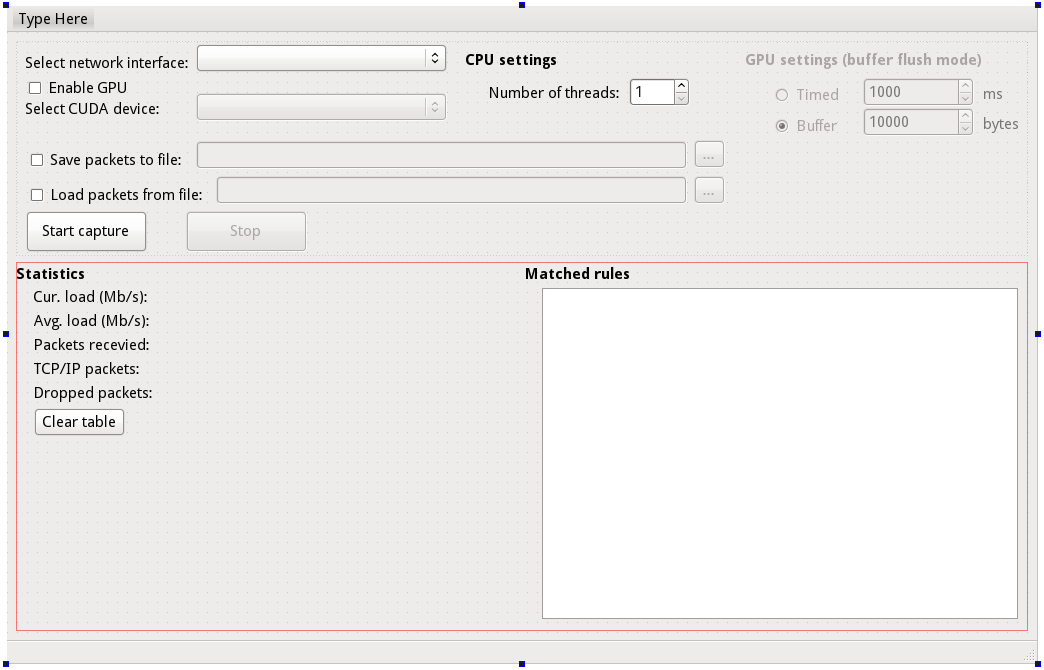 Type Here
Select network interface:
CPU settings
GPU settings (buffer flush mode)
Enable GPU
Number of threads: 1
Timed 1000 ms
Select CUDA device:
Buffer 10000 bytes
Save packets to file: ...
Load packets from file: ...
Start capture Stop
Statistics
Matched rules
Cur. load (Mb/s):
Avg. load (Mb/s):
Packets recevied:
TCP/IP packets:
Dropped packets:
Clear table